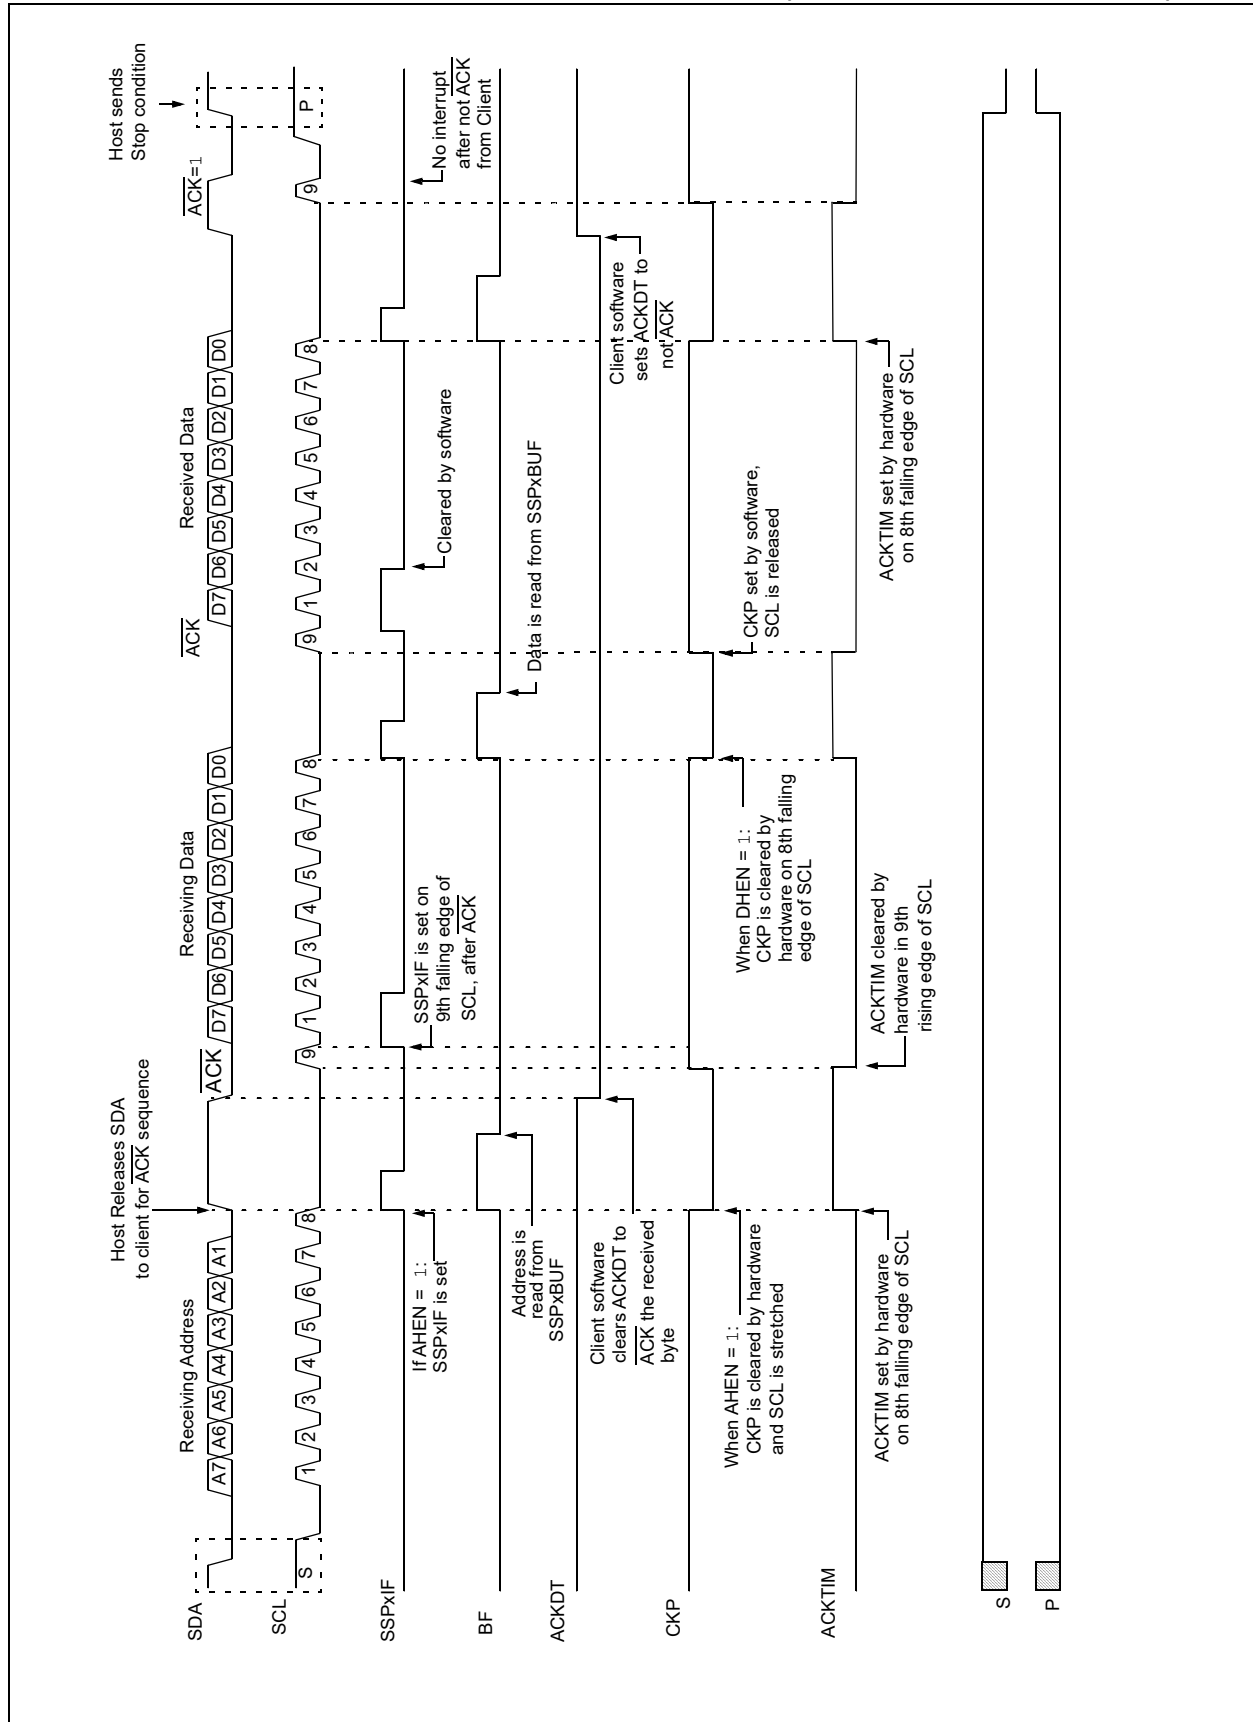 Host Releases SDA
to client for ACK sequence
Host sends
Stop condition
Receiving Address
ACK
Receiving Data
ACK
Received Data
ACK=1
SDA
A7 A6 A5 A4 A3 A2 A1
D7 D6 D5 D4 D3 D2 D1 D0
D7 D6 D5 D4 D3 D2 D1 D0
SCL
S
1 2 3 4 5 6 7 8 9
1 2 3 4 5 6 7 8 9
1 2 3 4 5 6 7 8 9
P
SSPxIF
If AHEN = 1:
SSPxIF is set
SSPxIF is set on
9th falling edge of
SCL, after ACK
Cleared by software
No interrupt
after not ACK
from Client
BF
Address is
read from
SSPxBUF
Data is read from SSPxBUF
ACKDT
Client software
clears ACKDT to
ACK the received
byte
Client software
sets ACKDT to
not ACK
CKP
When AHEN = 1:
CKP is cleared by hardware
and SCL is stretched
When DHEN = 1:
CKP is cleared by
hardware on 8th falling
edge of SCL
CKP set by software,
SCL is released
ACKTIM
ACKTIM set by hardware
on 8th falling edge of SCL
ACKTIM cleared by
hardware in 9th
rising edge of SCL
ACKTIM set by hardware
on 8th falling edge of SCL
S
P